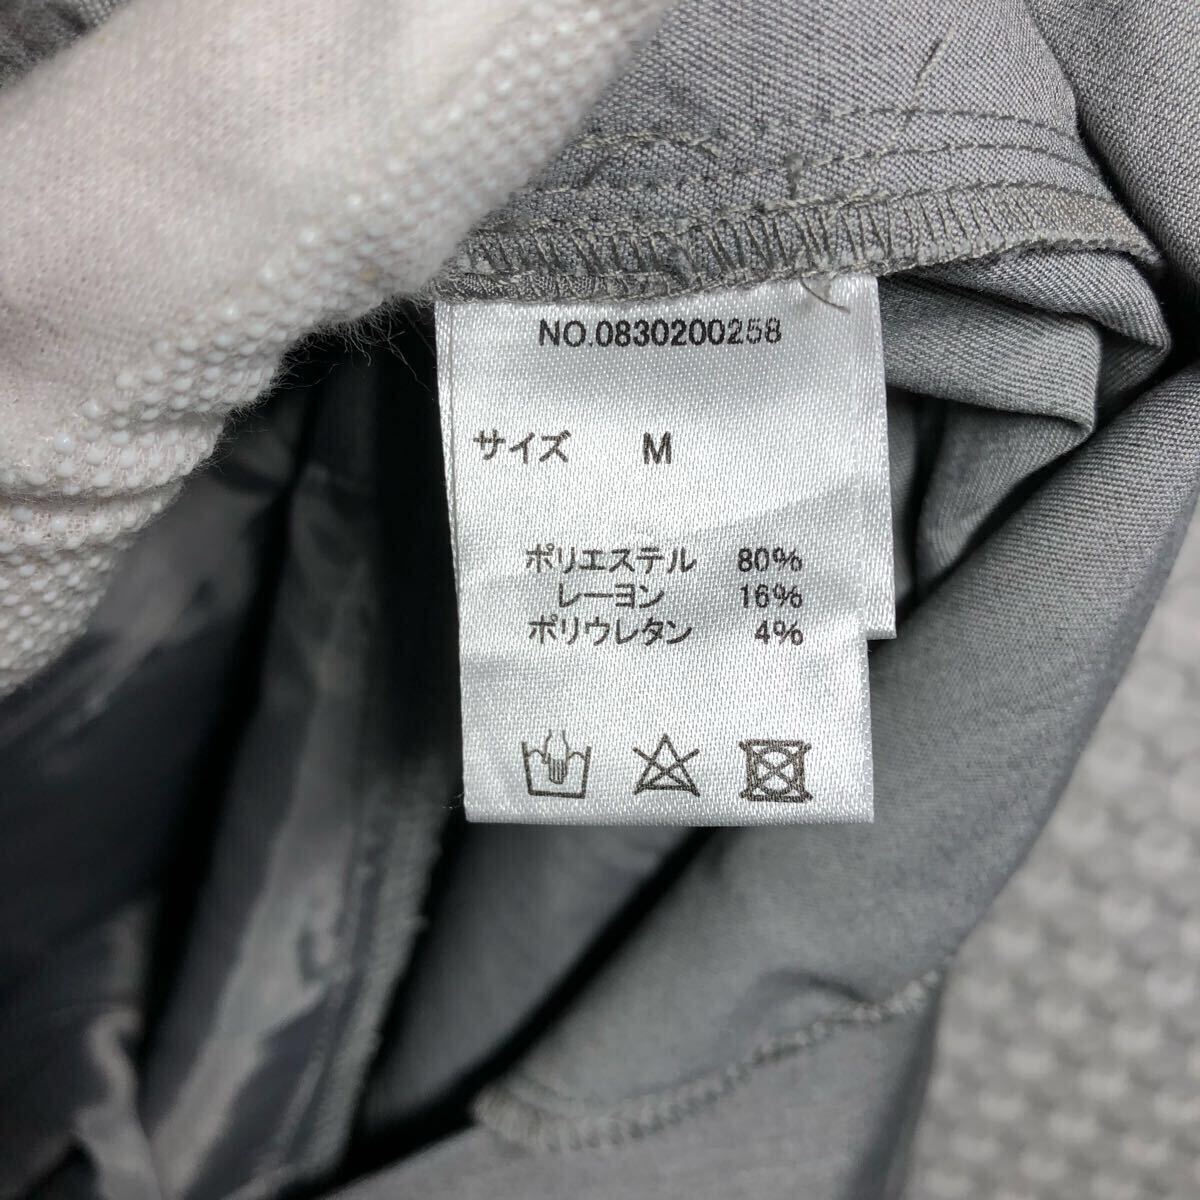 NO.0830200258
サイズ M
ポリエステル 80%
レーヨン 16%
ポリウレタン 4%